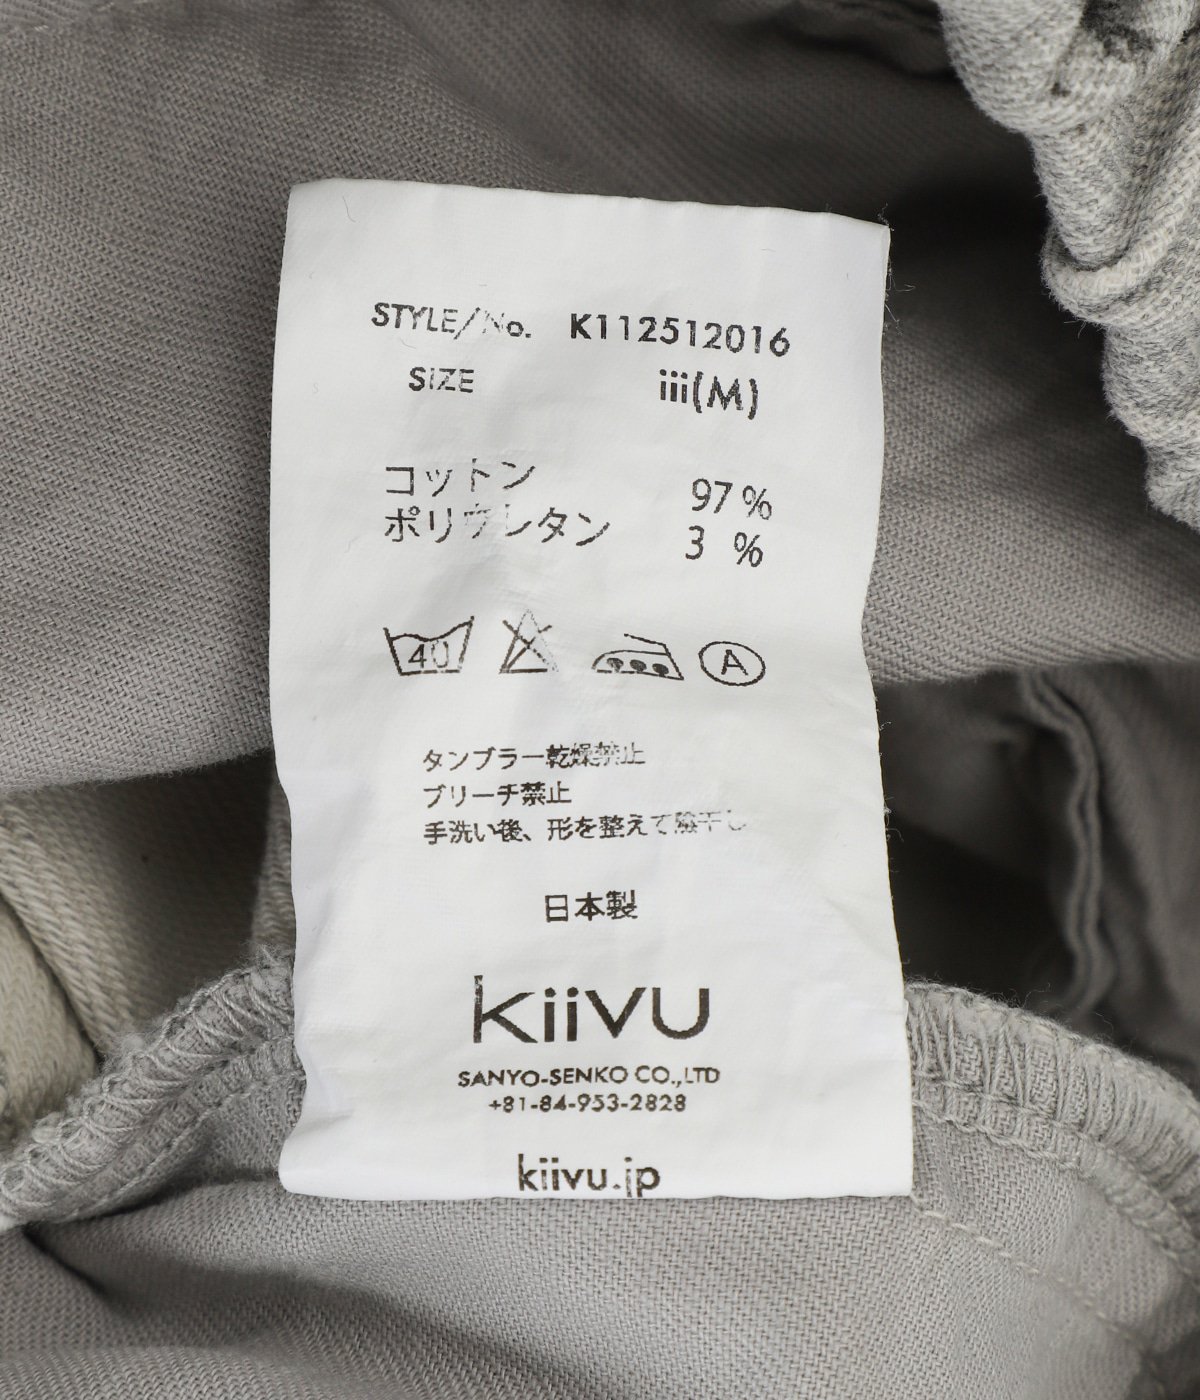 STYLE/No. K112512016
SIZE iii(M)
コットン 97 %
ポリウレタン 3 %
40
A
タンブラー乾燥禁止
ブリーチ禁止
手洗い後、形を整えて陰干し
日本製
kiiVU
SANYO-SENKO CO.,LTD
+81-84-953-2828
kiivu.jp